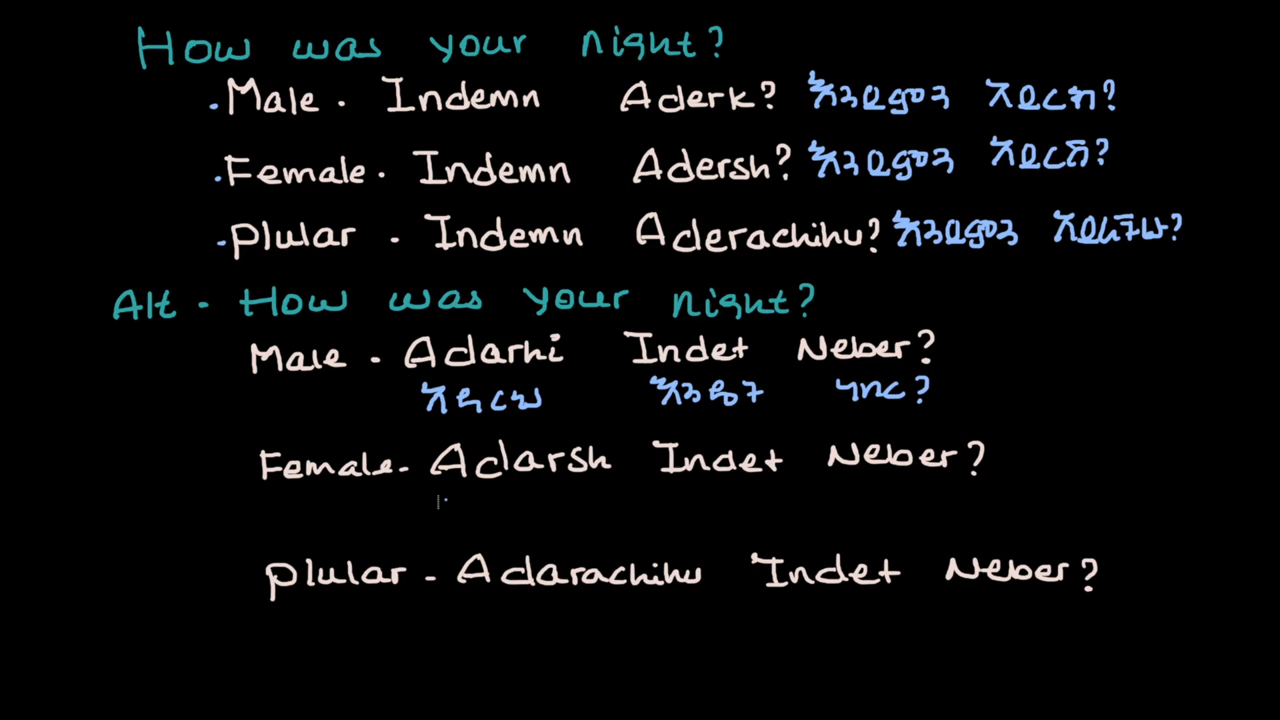 How was your night?
. Male. Indemn Aderk? እንደምን አደርክ?
. Female. Indemn Adersh? እንደምን አደርሽ?
. Plular. Indemn Aderachihu? እንደምን አደራችሁ?
Alt - How was your night?
Male. Adarhi Indet Neber?
አዳርህ እንዴት ነበር?
Female. Adarsh Indet Neber?
Plular - Adarachihu Indet Neber?